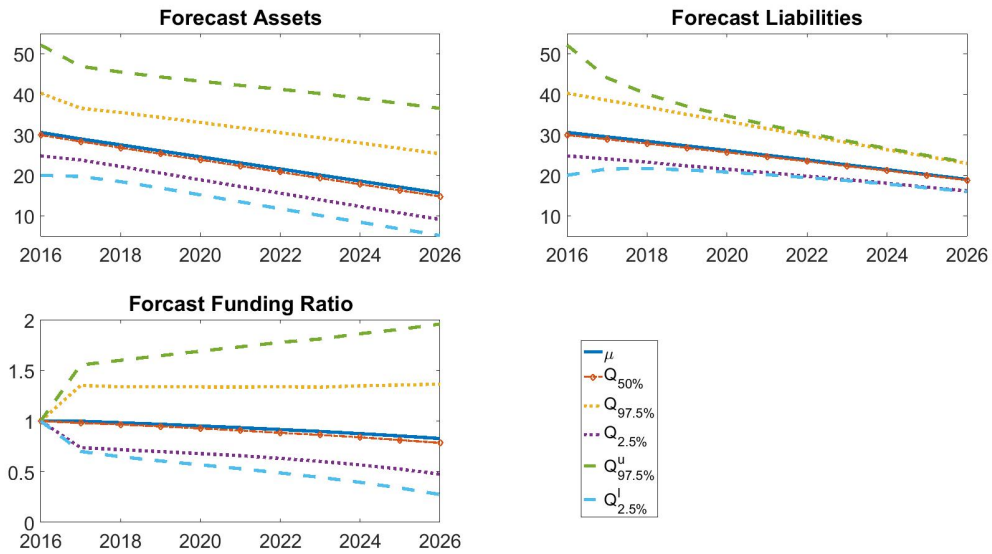 Forecast Assets
50
40
30
20
10
2016 2018 2020 2022 2024 2026
Forecast Liabilities
50
40
30
20
10
2016 2018 2020 2022 2024 2026
Forcast Funding Ratio
2
1.5
1
0.5
0
2016 2018 2020 2022 2024 2026
μ
Q50%
Q97.5%
Q2.5%
Qu97.5%
Ql2.5%